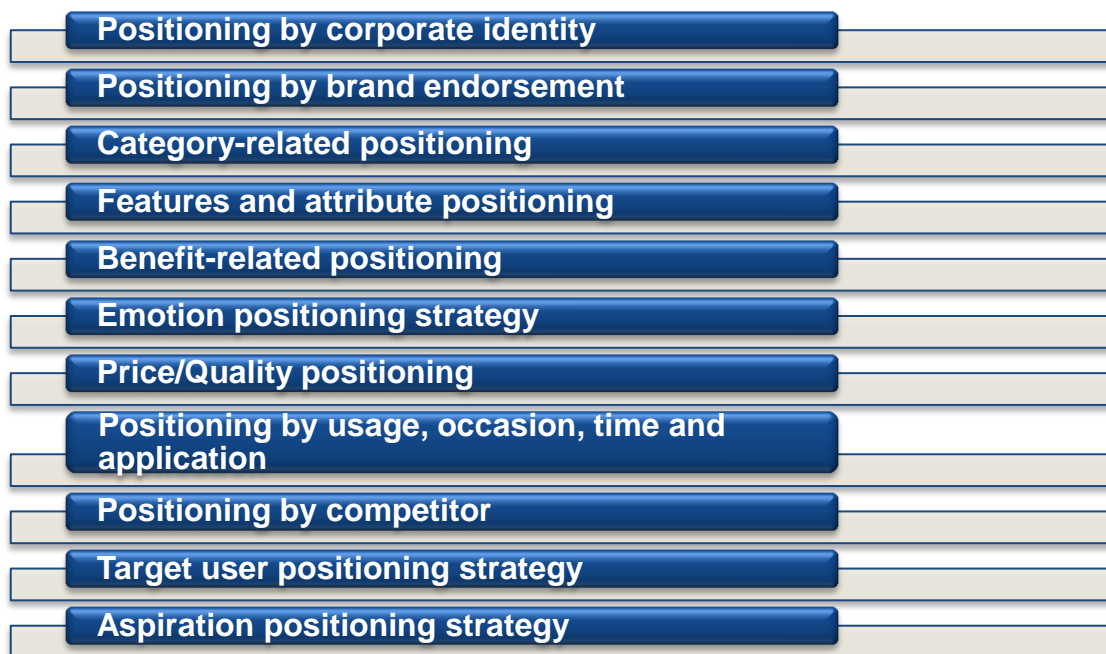 Positioning by corporate identity
Positioning by brand endorsement
Category-related positioning
Features and attribute positioning
Benefit-related positioning
Emotion positioning strategy
Price/Quality positioning
Positioning by usage, occasion, time and
application
Positioning by competitor
Target user positioning strategy
Aspiration positioning strategy